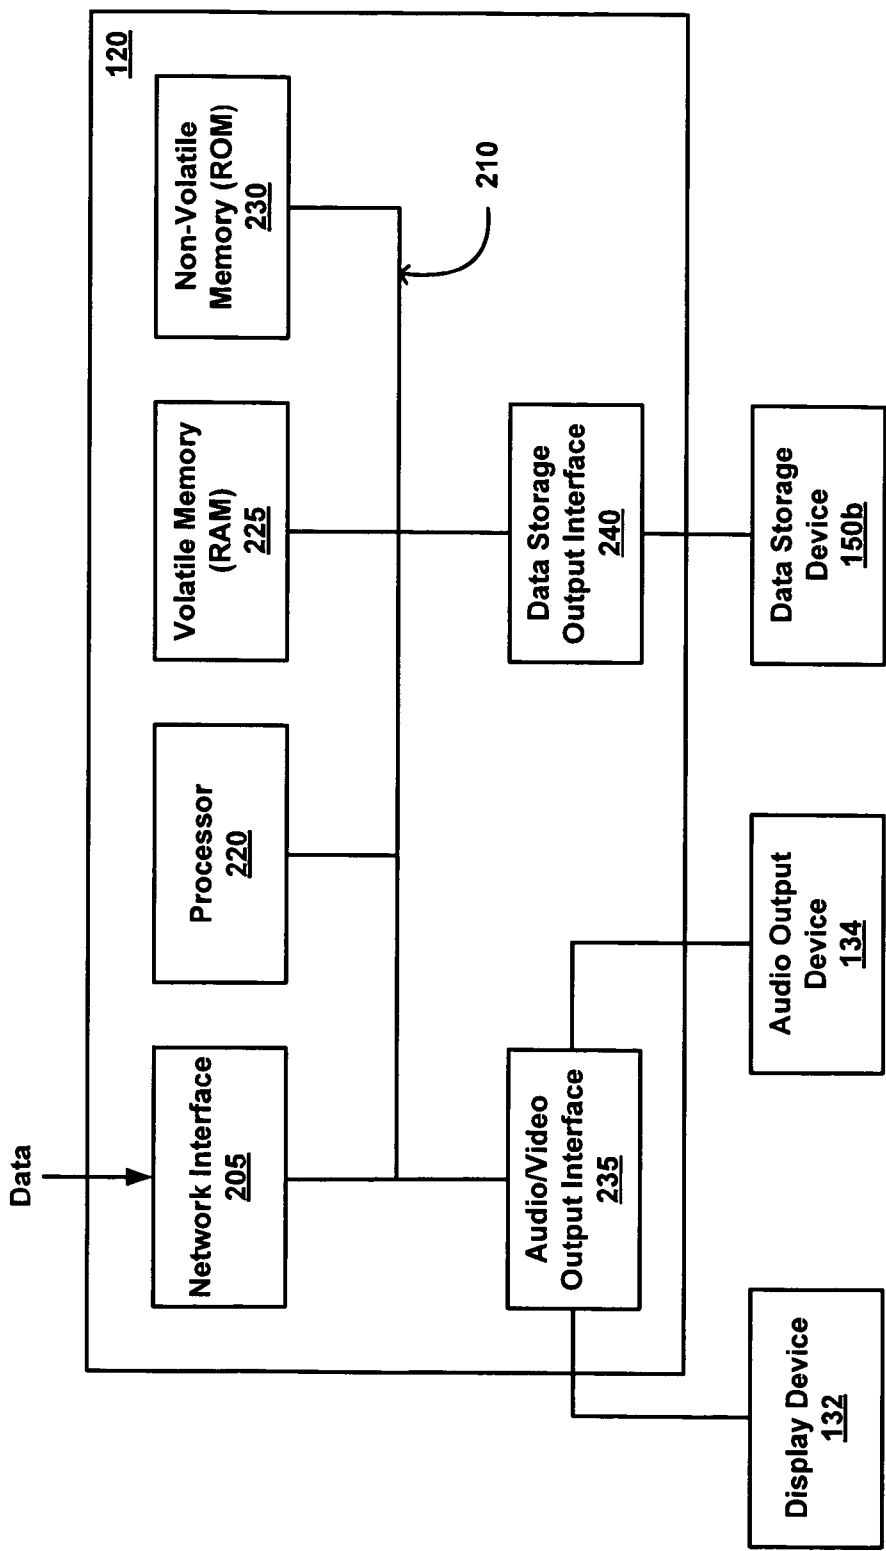 120
Data
Network Interface
205
Processor
220
Volatile Memory
(RAM)
225
Non-Volatile
Memory (ROM)
230
210
Audio/Video
Output Interface
235
Data Storage
Output Interface
240
Display Device
132
Audio Output
Device
134
Data Storage
Device
150b